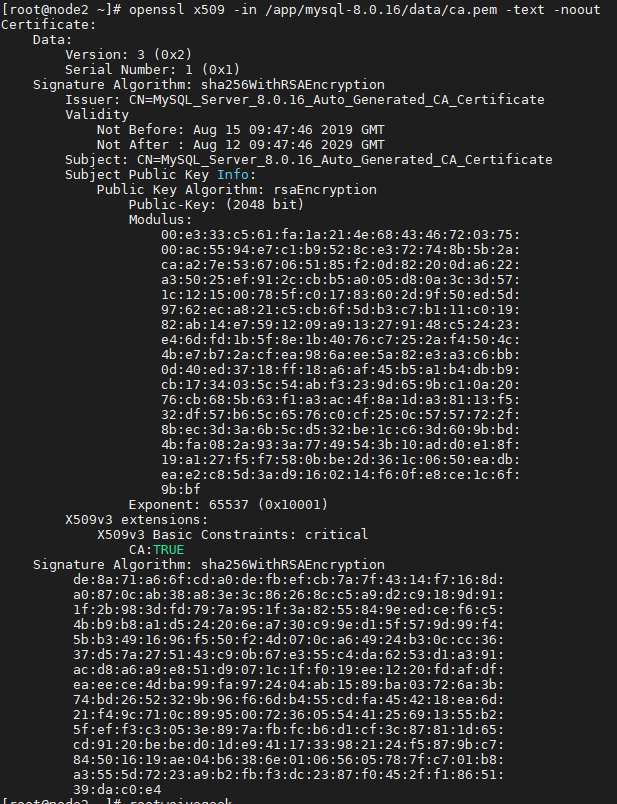 [root@node2 ~]# openssl x509 -in /app/mysql-8.0.16/data/ca.pem -text -noout
Certificate:
Data:
Version: 3 (0x2)
Serial Number: 1 (0x1)
Signature Algorithm: sha256WithRSAEncryption
Issuer: CN=MySQL_Server_8.0.16_Auto_Generated_CA_Certificate
Validity
Not Before: Aug 15 09:47:46 2019 GMT
Not After : Aug 12 09:47:46 2029 GMT
Subject: CN=MySQL_Server_8.0.16_Auto_Generated_CA_Certificate
Subject Public Key Info:
Public Key Algorithm: rsaEncryption
Public-Key: (2048 bit)
Modulus:
00:e3:33:c5:61:fa:1a:21:4e:68:43:46:72:03:75:
00:ac:55:94:e7:c1:b9:52:8c:e3:72:74:8b:5b:2a:
ca:a2:7e:53:67:06:51:85:f2:0d:82:20:0d:a6:22:
a3:50:25:ef:91:2c:cb:b5:a0:05:d8:0a:3c:3d:57:
1c:12:15:00:78:5f:c0:17:83:60:2d:9f:50:ed:5d:
97:62:ec:a8:21:c5:cb:6f:5d:b3:c7:b1:11:c0:19:
82:ab:14:e7:59:12:09:a9:13:27:91:48:c5:24:23:
e4:6d:fd:1b:5f:8e:1b:40:76:c7:25:2a:f4:50:4c:
4b:e7:b7:2a:cf:ea:98:6a:ee:5a:82:e3:a3:c6:bb:
0d:40:ed:37:18:ff:18:a6:af:45:b5:a1:b4:db:b9:
cb:17:34:03:5c:54:ab:f3:23:9d:65:9b:c1:0a:20:
76:cb:68:5b:63:f1:a3:ac:4f:8a:1d:a3:81:13:f5:
32:df:57:b6:5c:65:76:c0:cf:25:0c:57:57:72:2f:
8b:ec:3d:3a:6b:5c:d5:32:be:1c:c6:3d:60:9b:bd:
4b:fa:08:2a:93:3a:77:49:54:3b:10:ad:d0:e1:8f:
19:a1:27:f5:f7:58:0b:be:2d:36:1c:06:50:ea:db:
ea:e2:c8:5d:3a:d9:16:02:14:f6:0f:e8:ce:1c:6f:
9b:bf
Exponent: 65537 (0x10001)
X509v3 extensions:
X509v3 Basic Constraints: critical
CA:TRUE
Signature Algorithm: sha256WithRSAEncryption
de:8a:71:a6:6f:cd:a0:de:fb:ef:cb:7a:7f:43:14:f7:16:8d:
a0:87:0c:ab:38:a8:3e:3c:86:26:8c:c5:a9:d2:c9:18:9d:91:
1f:2b:98:3d:fd:79:7a:95:1f:3a:82:55:84:9e:ed:ce:f6:c5:
4b:b9:b8:a1:d5:24:20:6e:a7:30:c9:9e:d1:5f:57:9d:99:f4:
5b:b3:49:16:96:f5:50:f2:4d:07:0c:a6:49:24:b3:0c:cc:36:
37:d5:7a:27:51:43:c9:0b:67:e3:55:c4:da:62:53:d1:a3:91:
ac:d8:a6:a9:e8:51:d9:07:1c:1f:f0:19:ee:12:20:fd:af:df:
ea:ee:ce:4d:ba:99:fa:97:24:04:ab:15:89:ba:03:72:6a:3b:
74:bd:26:52:32:9b:96:f6:6d:b4:55:cd:fa:45:42:18:ea:6d:
21:f4:9c:71:0c:89:95:00:72:36:05:54:41:25:69:13:55:b2:
5f:ef:f3:c3:05:3e:89:7a:fb:fc:b6:d1:cf:3c:87:81:1d:65:
cd:91:20:be:be:d0:1d:e9:41:17:33:98:21:24:f5:87:9b:c7:
84:50:16:19:ae:04:b6:38:6e:01:06:56:05:78:7f:c7:01:b8:
a3:55:5d:72:23:a9:b2:fb:f3:dc:23:87:f0:45:2f:f1:86:51:
39:da:c0:e4
[root@node2 ~]#